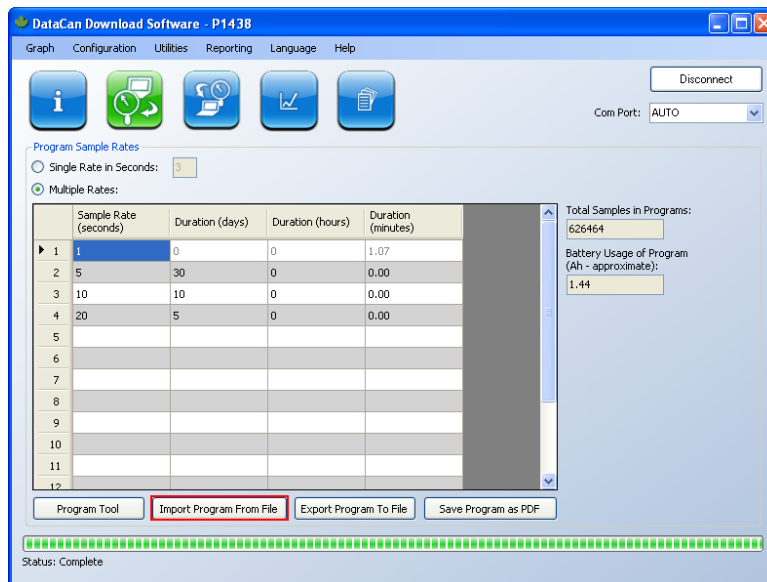 DataCan Download Software - P1438
Graph Configuration Utilities Reporting Language Help
Disconnect
Com Port: AUTO
Program Sample Rates
Single Rate in Seconds: 3
Multiple Rates:
Sample Rate (seconds) Duration (days) Duration (hours) Duration (minutes)
1 1 0 0 1.07
2 5 30 0 0.00
3 10 10 0 0.00
4 20 5 0 0.00
5
6
7
8
9
10
11
12
Total Samples in Programs:
626464
Battery Usage of Program
(Ah - approximate):
1.44
Program Tool Import Program From File Export Program To File Save Program as PDF
Status: Complete